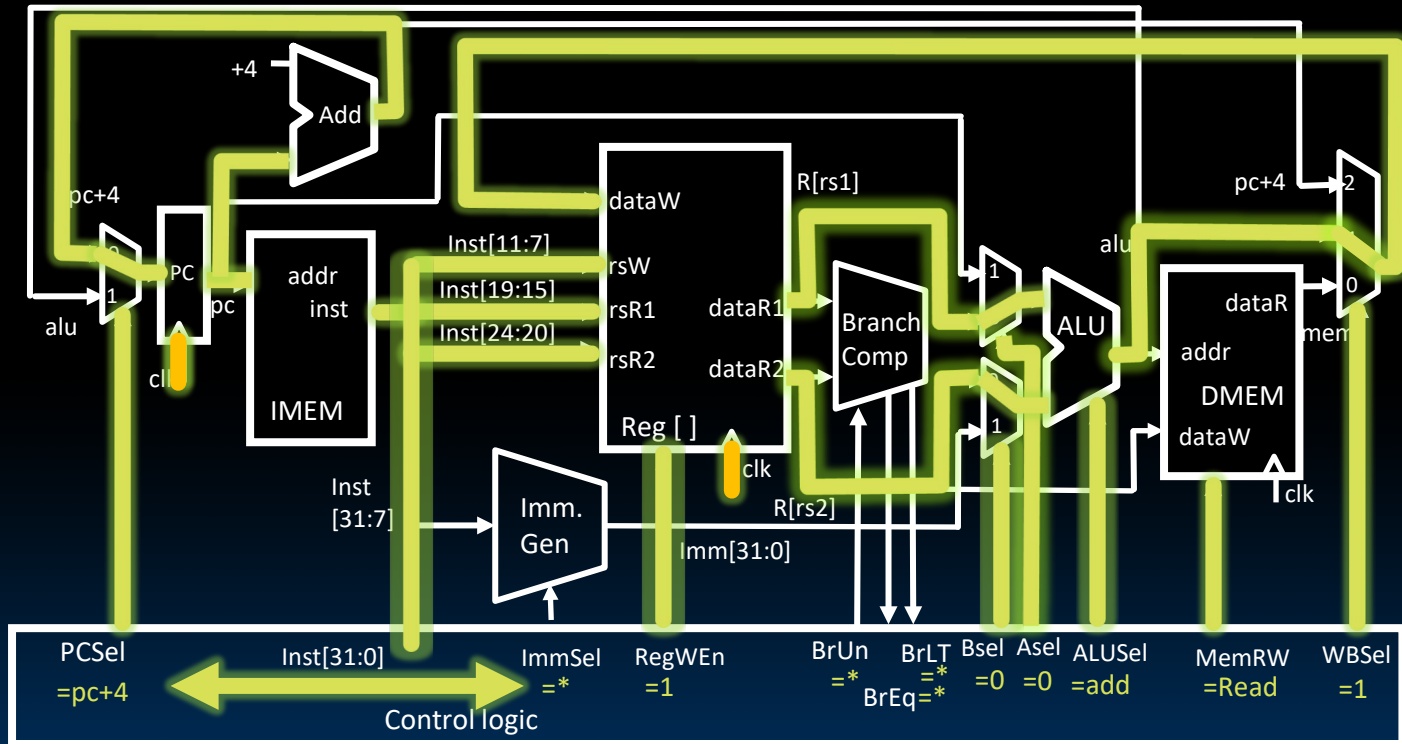 +4
Add
pc+4
0
1
alu
PC
pc
clk
addr
inst
IMEM
Inst[11:7]
Inst[19:15]
Inst[24:20]
dataW
rsW
rsR1
rsR2
dataR1
dataR2
Reg [ ]
clk
R[rs1]
R[rs2]
Inst
[31:7]
Imm.
Gen
Imm[31:0]
Branch
Comp
1
0
1
ALU
alu
pc+4
2
0
mem
dataR
addr
DMEM
dataW
clk
PCSel
=pc+4
Inst[31:0]
Control logic
ImmSel
=*
RegWEn
=1
BrUn
=*
BrLT
=*
BrEq=*
Bsel
=0
Asel
=0
ALUSel
=add
MemRW
=Read
WBSel
=1